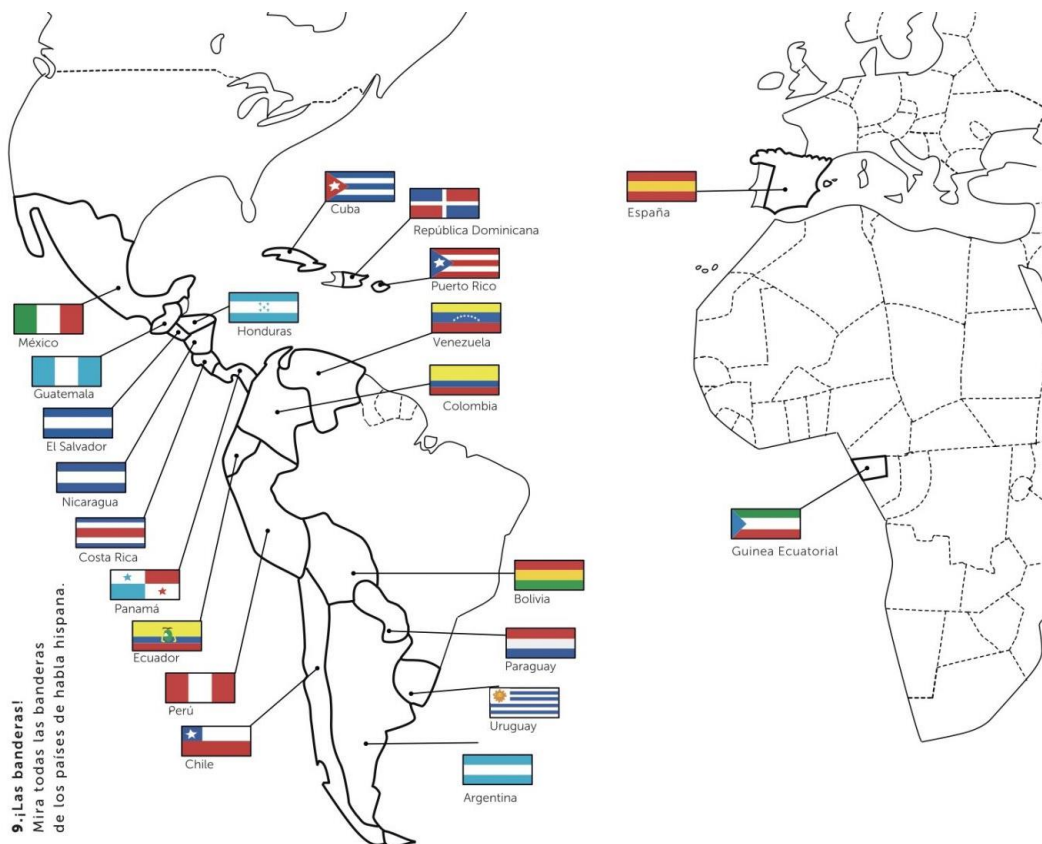 9.¡Las banderas!
Mira todas las banderas
de los países de habla hispana.
Cuba
República Dominicana
Puerto Rico
Venezuela
Colombia
México
Honduras
Guatemala
El Salvador
Nicaragua
Costa Rica
Panamá
Ecuador
Perú
Chile
Bolivia
Paraguay
Uruguay
Argentina
España
Guinea Ecuatorial